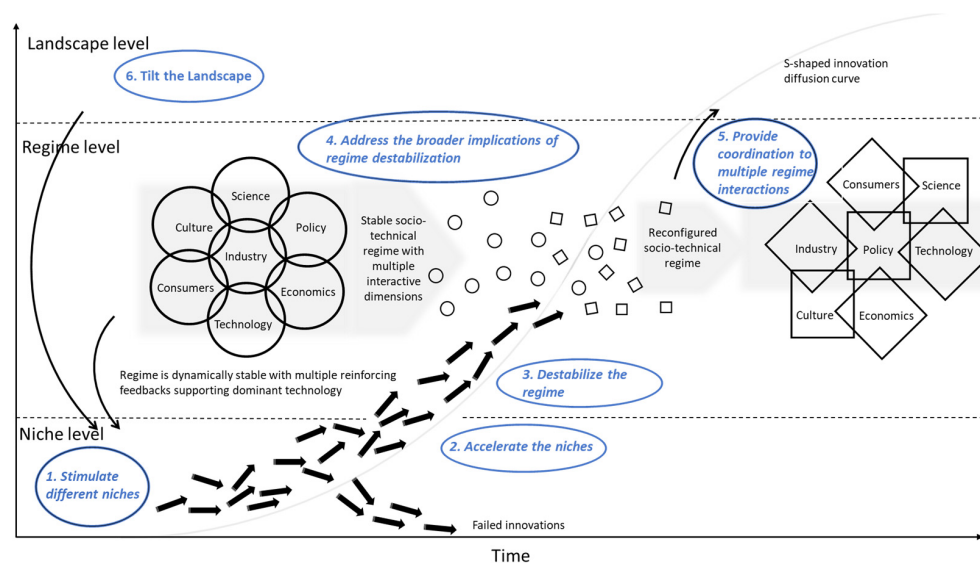 Landscape level
6. Tilt the Landscape
S-shaped innovation
diffusion curve
Regime level
4. Address the broader implications of
regime destabilization
5. Provide
coordination to
multiple regime
interactions
Science
Culture
Policy
Industry
Consumers
Economics
Technology
Stable socio-
technical
regime with
multiple
interactive
dimensions
Reconfigured
socio-technical
regime
Consumers
Science
Industry
Policy
Technology
Culture
Economics
Regime is dynamically stable with multiple reinforcing
feedbacks supporting dominant technology
3. Destabilize the
regime
Niche level
2. Accelerate the niches
1. Stimulate
different niches
Failed innovations
Time